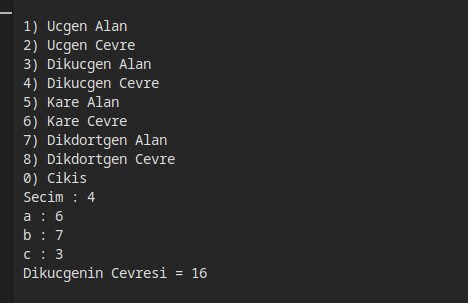 1) Ucgen Alan
2) Ucgen Cevre
3) Dikucgen Alan
4) Dikucgen Cevre
5) Kare Alan
6) Kare Cevre
7) Dikdortgen Alan
8) Dikdortgen Cevre
0) Cikis
Secim : 4
a : 6
b : 7
c : 3
Dikucgenin Cevresi = 16